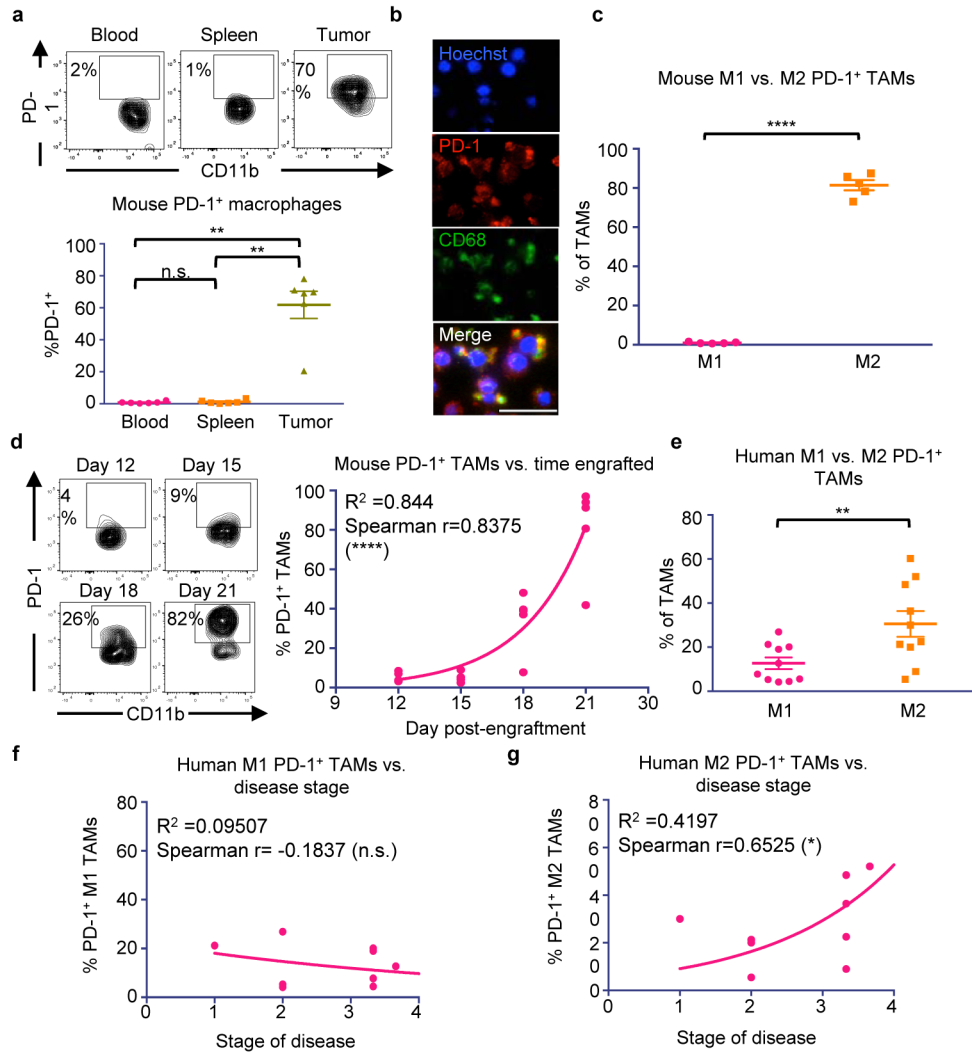 a
Blood Spleen Tumor
2% 1% 70
%
PD-
1
CD11b
Mouse PD-1⁺ macrophages
**
**
n.s.
%PD-1⁺
100
80
60
40
20
0
Blood Spleen Tumor
b
Hoechst
PD-1
CD68
Merge
c
Mouse M1 vs. M2 PD-1⁺ TAMs
****
% of TAMs
100
80
60
40
20
0
M1 M2
d
Day 12 Day 15
4
% 9%
Day 18 Day 21
26% 82%
PD-1
CD11b
Mouse PD-1⁺ TAMs vs. time engrafted
R² =0.844
Spearman r=0.8375
(****)
% PD-1⁺ TAMs
100
80
60
40
20
0
9 12 15 18 21 30
Day post-engraftment
e
Human M1 vs. M2 PD-1⁺
TAMs
**
% of TAMs
80
60
40
20
0
M1 M2
f
Human M1 PD-1⁺ TAMs vs.
disease stage
R² =0.09507
Spearman r= -0.1837 (n.s.)
% PD-1⁺ M1 TAMs
80
60
40
20
0
0 1 2 3 4
Stage of disease
g
Human M2 PD-1⁺ TAMs vs.
disease stage
R² =0.4197
Spearman r=0.6525 (*)
% PD-1⁺ M2 TAMs
8
0
6
0
4
0
2
0
0
0 1 2 3 4
Stage of disease